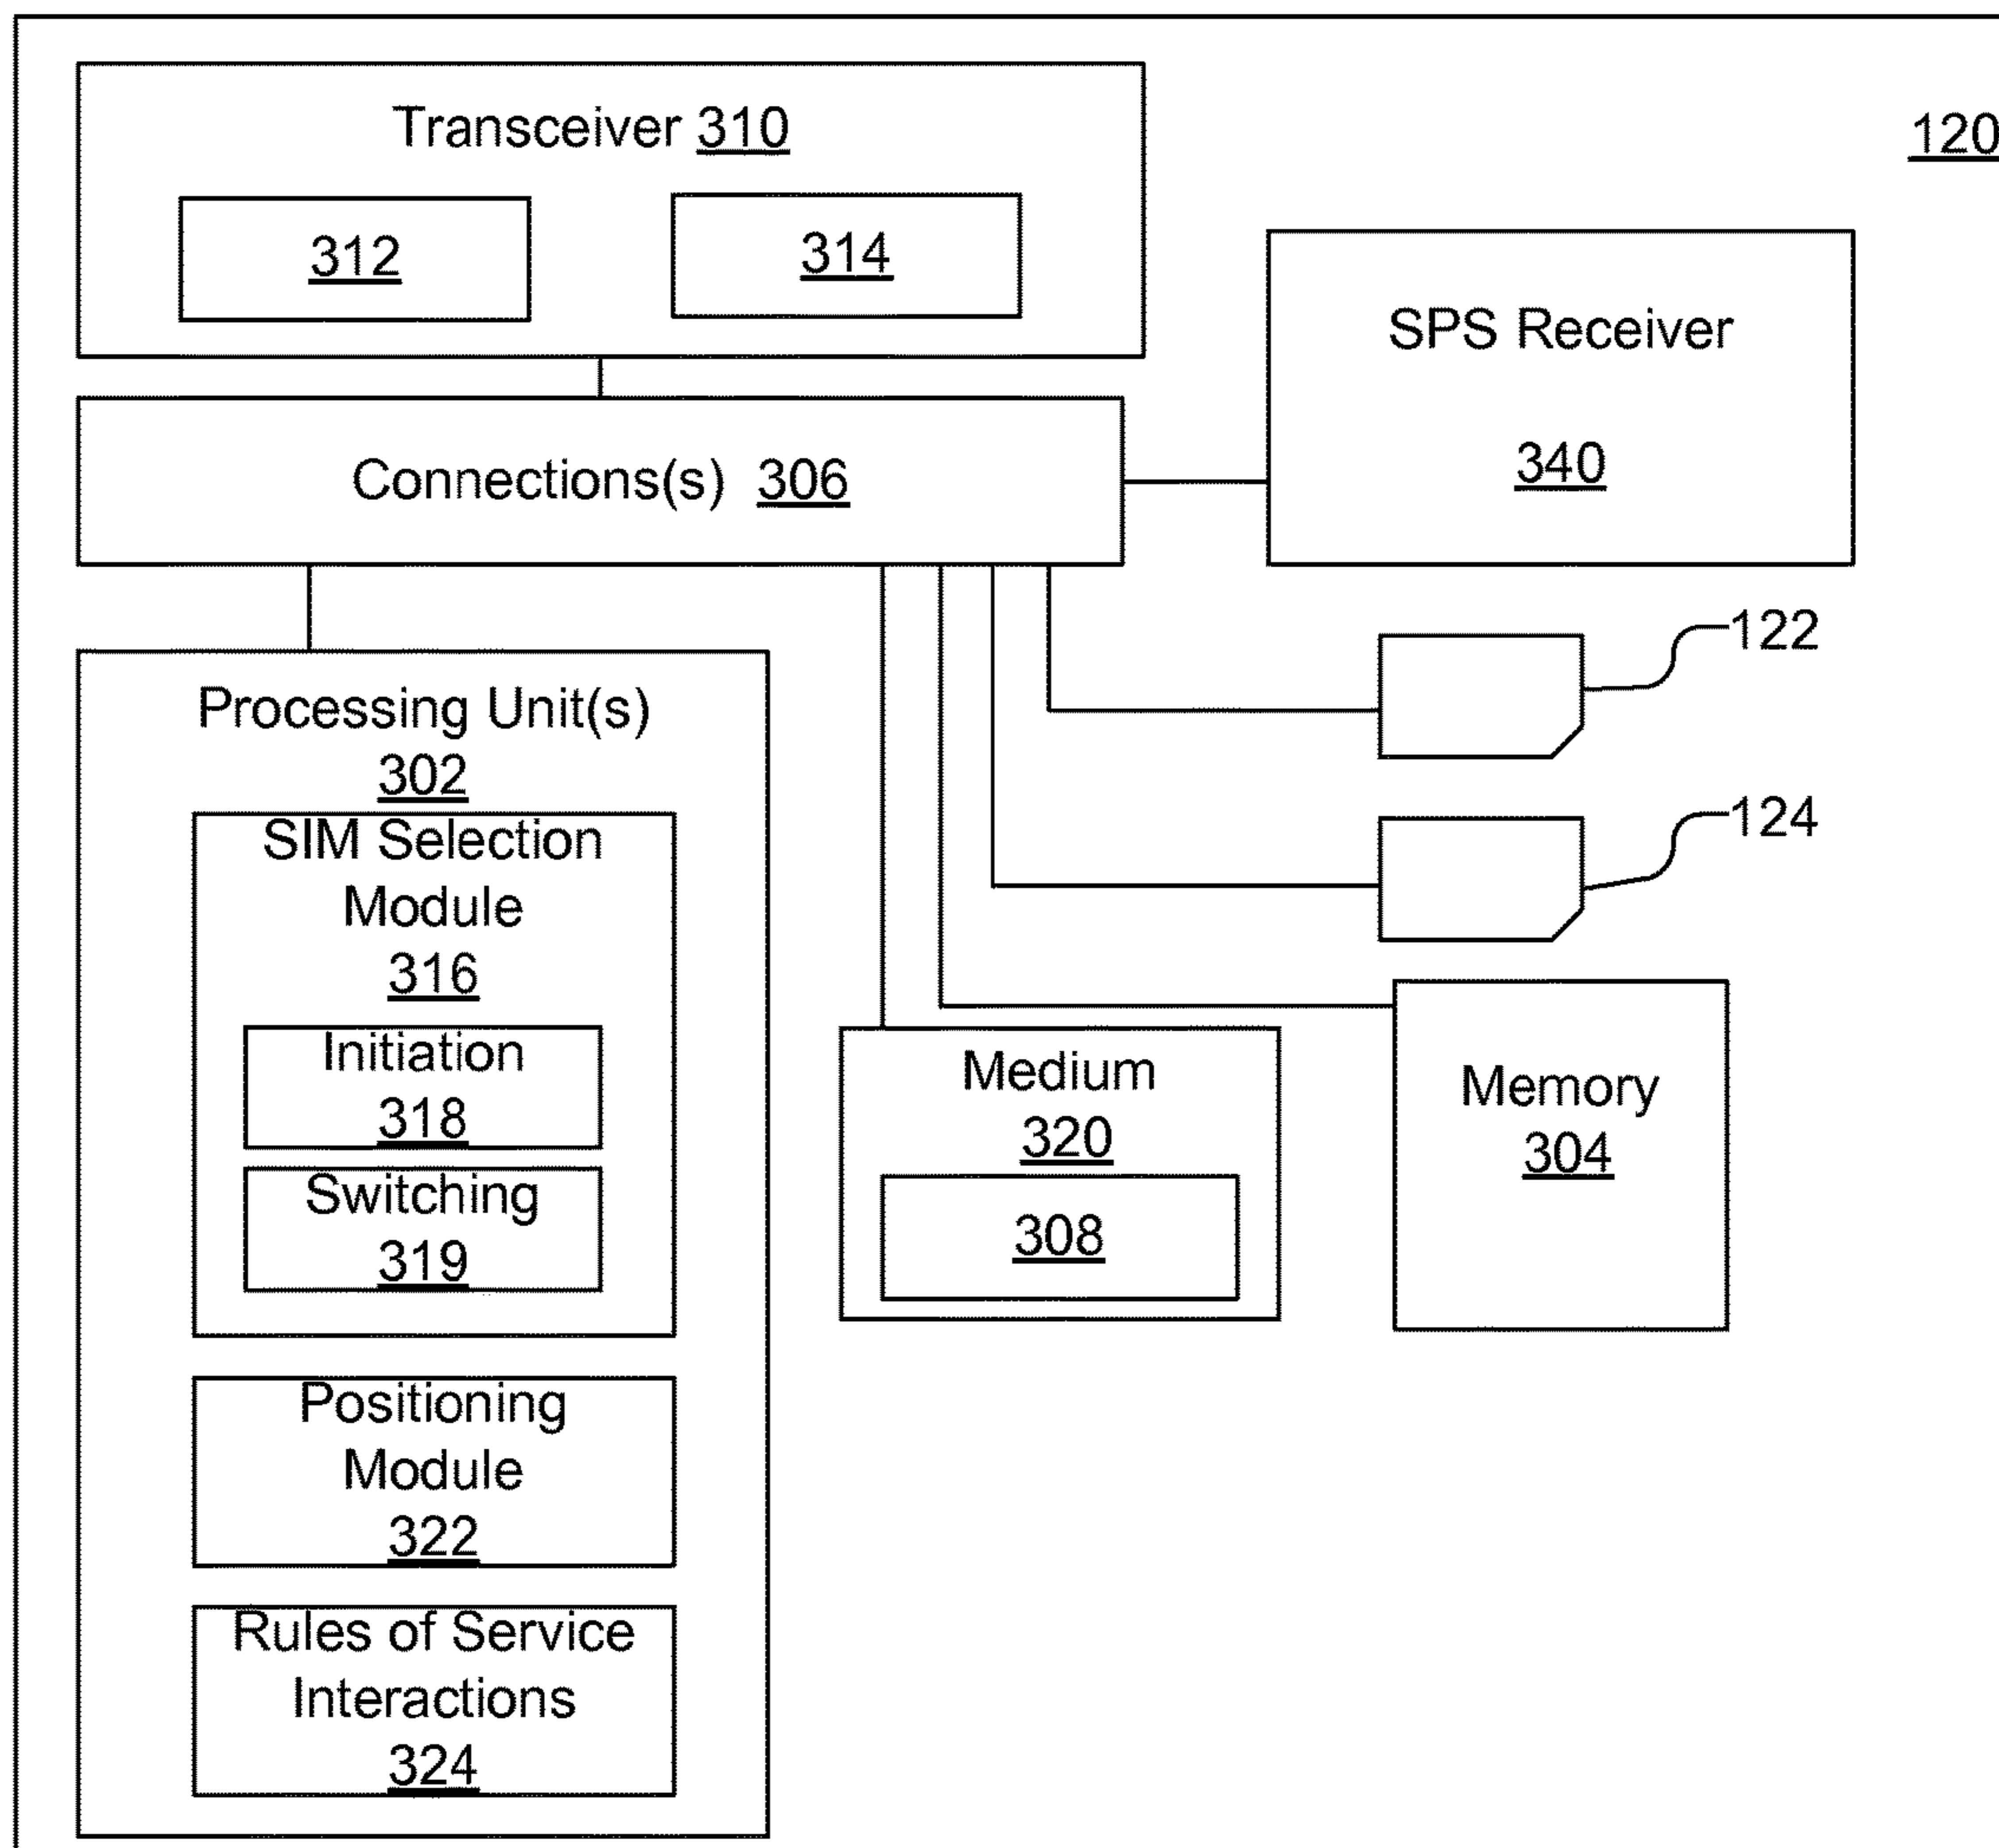 Transceiver 310
120
312
314
SPS Receiver
340
Connections(s) 306
122
Processing Unit(s)
302
SIM Selection
Module
316
124
Initiation
318
Switching
319
Medium
320
308
Memory
304
Positioning
Module
322
Rules of Service
Interactions
324